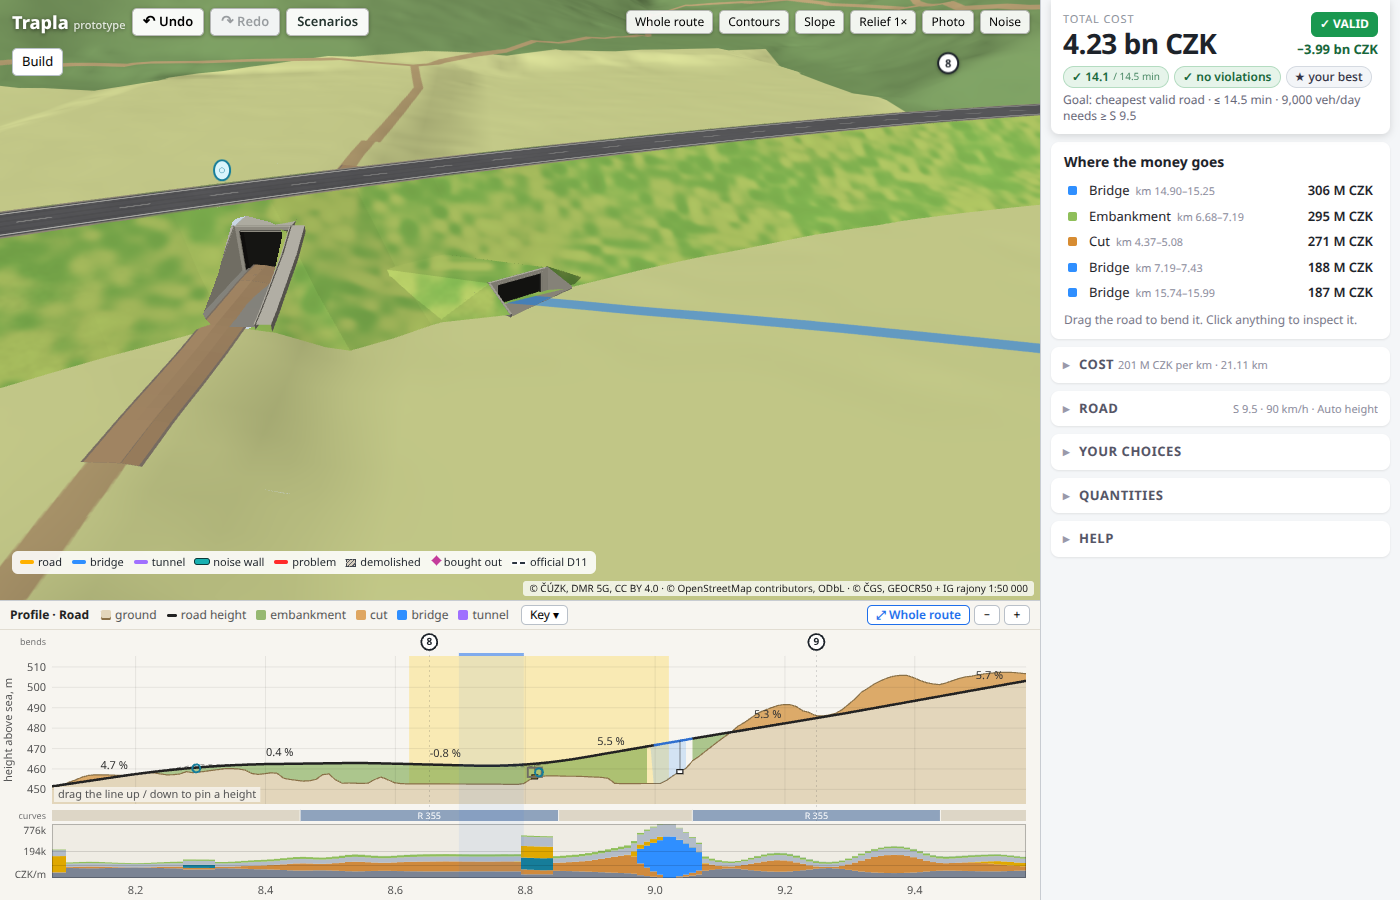 Trapla prototype
↶ Undo
↷ Redo
Scenarios
Whole route
Contours
Slope
Relief 1×
Photo
Noise
Build
8
road
bridge
tunnel
noise wall
problem
demolished
bought out
official D11
© ČÚZK, DMR 5G, CC BY 4.0 · © OpenStreetMap contributors, ODbL · © ČGS, GEOCR50 + IG rajony 1:50 000
TOTAL COST
✓ VALID
4.23 bn CZK
−3.99 bn CZK
✓ 14.1 / 14.5 min
✓ no violations
★ your best
Goal: cheapest valid road · ≤ 14.5 min · 9,000 veh/day
needs ≥ S 9.5
Where the money goes
Bridge km 14.90–15.25 306 M CZK
Embankment km 6.68–7.19 295 M CZK
Cut km 4.37–5.08 271 M CZK
Bridge km 7.19–7.43 188 M CZK
Bridge km 15.74–15.99 187 M CZK
Drag the road to bend it. Click anything to inspect it.
▸ COST 201 M CZK per km · 21.11 km
▸ ROAD S 9.5 · 90 km/h · Auto height
▸ YOUR CHOICES
▸ QUANTITIES
▸ HELP
Profile · Road
ground
road height
embankment
cut
bridge
tunnel
Key ▾
⤢ Whole route
−
+
bends
8
9
height above sea, m
510
500
490
480
470
460
450
4.7 %
0.4 %
-0.8 %
5.5 %
5.3 %
5.7 %
drag the line up / down to pin a height
curves
R 355
R 355
776k
194k
CZK/m
8.2
8.4
8.6
8.8
9.0
9.2
9.4